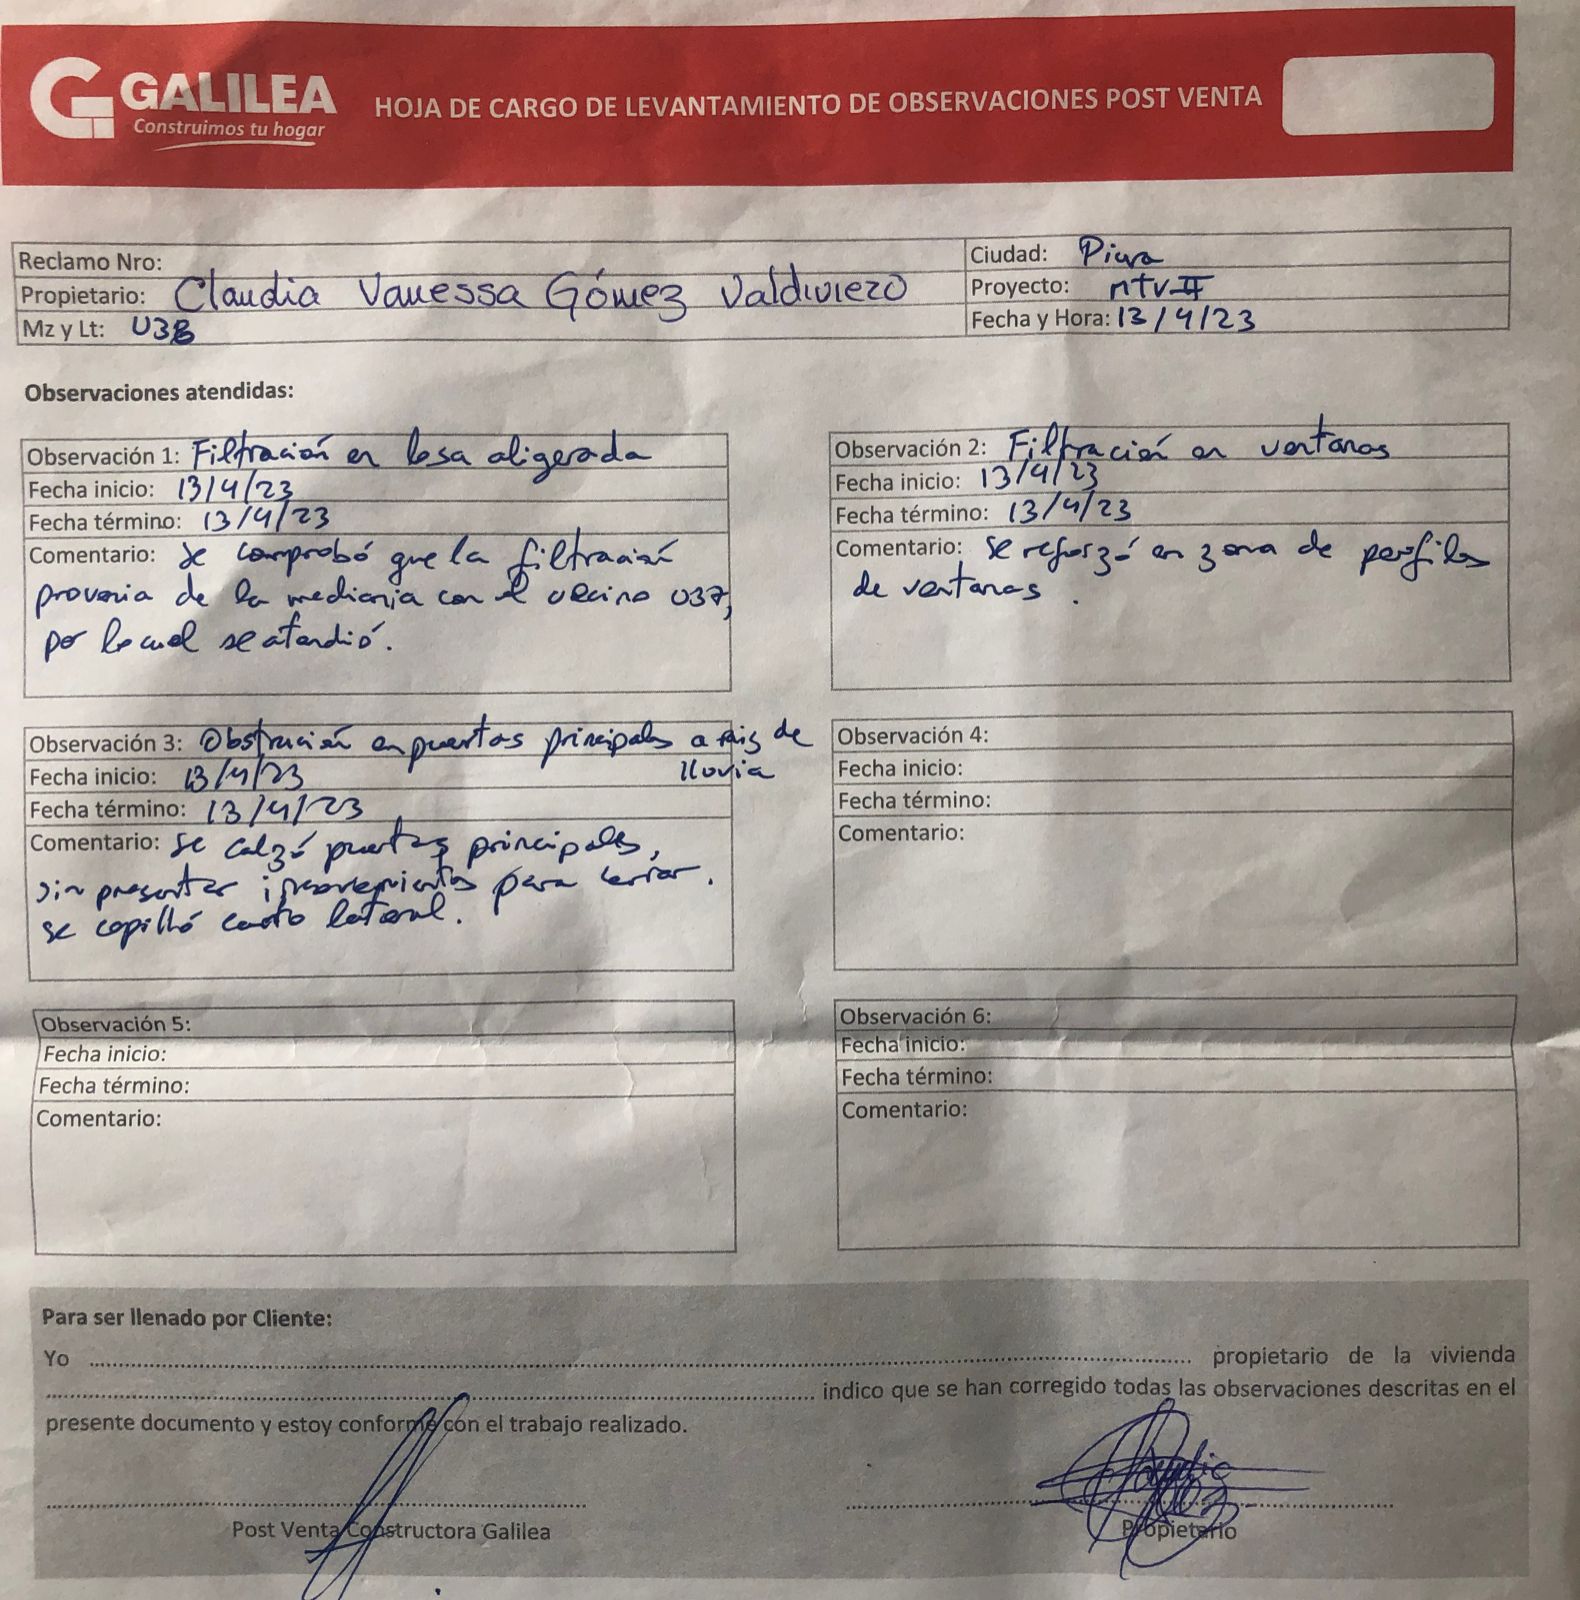 GALILEA
Construimos tu hogar
HOJA DE CARGO DE LEVANTAMIENTO DE OBSERVACIONES POST VENTA
Reclamo Nro:
Propietario: Claudia Vanessa Gómez Valdiviezo
Mz y Lt: U38
Ciudad: Piura
Proyecto: ntv II
Fecha y Hora: 13/4/23
Observaciones atendidas:
Observación 1: Filtración en losa aligerada
Fecha inicio: 13/4/23
Fecha término: 13/4/23
Comentario: se comprobó que la filtración
provenia de la mediania con el vecino U37,
por lo cual se atendió.
Observación 2: Filtración en ventanas
Fecha inicio: 13/4/23
Fecha término: 13/4/23
Comentario: se reforzó en zona de perfiles
de ventanas.
Observación 3: Obstrucción en puertas principales a raiz de
lluvia
Fecha inicio: 13/4/23
Fecha término: 13/4/23
Comentario: se calzó puertas principales,
sin presentar para cerrar.
se cepilló canto lateral.
Observación 4:
Fecha inicio:
Fecha término:
Comentario:
Observación 5:
Fecha inicio:
Fecha término:
Comentario:
Observación 6:
Fecha inicio:
Fecha término:
Comentario:
Para ser llenado por Cliente:
Yo ........ propietario de la vivienda
........ indico que se han corregido todas las observaciones descritas en el
presente documento y estoy conforme con el trabajo realizado.
Post Venta Constructora Galilea
Propietario